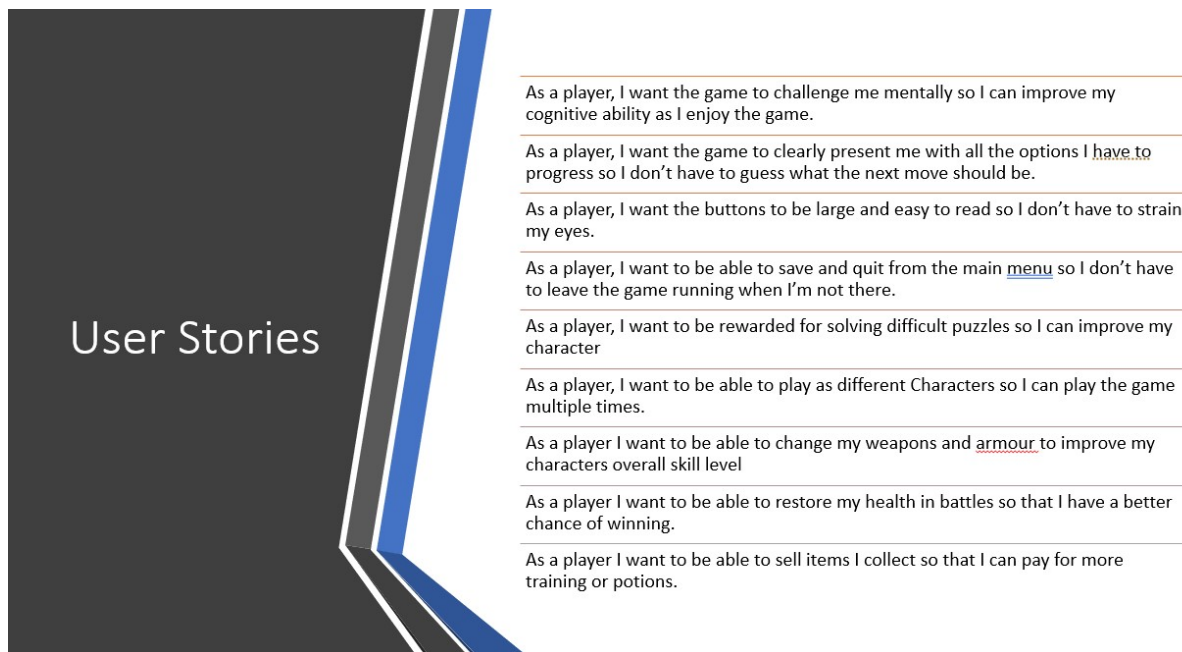 User Stories
As a player, I want the game to challenge me mentally so I can improve my
cognitive ability as I enjoy the game.
As a player, I want the game to clearly present me with all the options I have to
progress so I don’t have to guess what the next move should be.
As a player, I want the buttons to be large and easy to read so I don’t have to strain
my eyes.
As a player, I want to be able to save and quit from the main menu so I don’t have
to leave the game running when I’m not there.
As a player, I want to be rewarded for solving difficult puzzles so I can improve my
character
As a player, I want to be able to play as different Characters so I can play the game
multiple times.
As a player I want to be able to change my weapons and armour to improve my
characters overall skill level
As a player I want to be able to restore my health in battles so that I have a better
chance of winning.
As a player I want to be able to sell items I collect so that I can pay for more
training or potions.